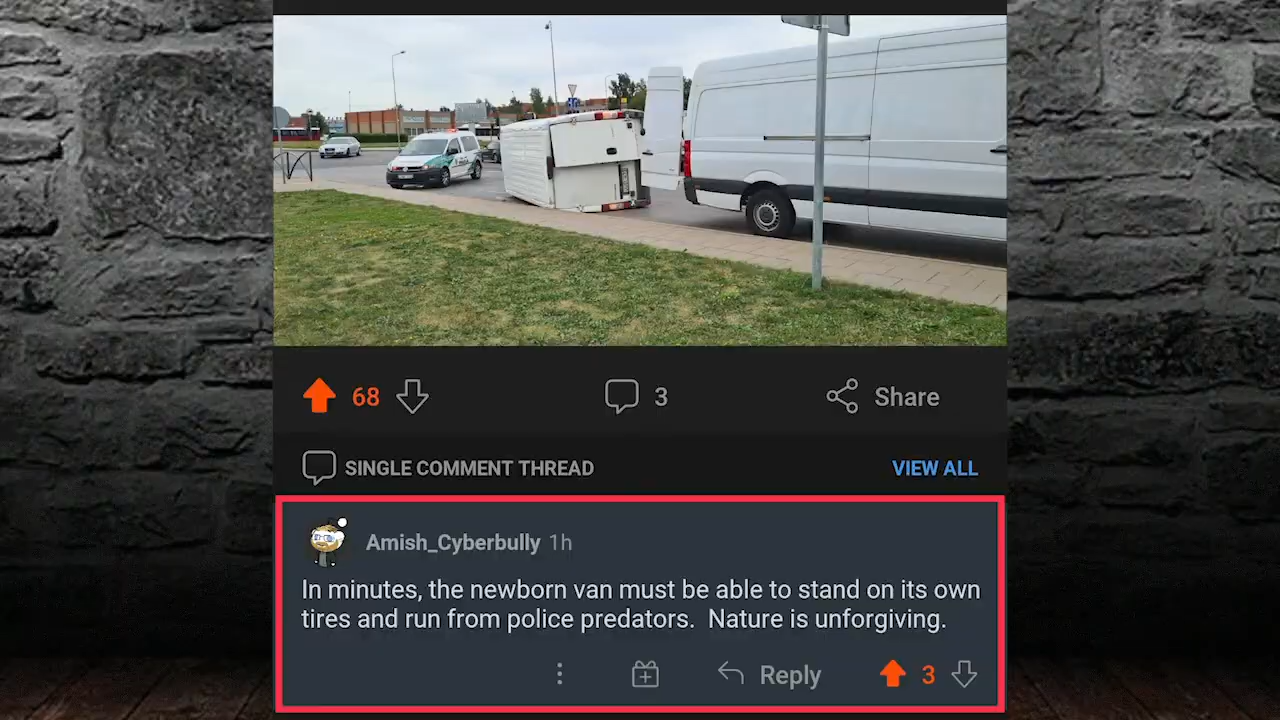 68
3
Share
SINGLE COMMENT THREAD
VIEW ALL
Amish_Cyberbully 1h
In minutes, the newborn van must be able to stand on its own
tires and run from police predators. Nature is unforgiving.
Reply
3